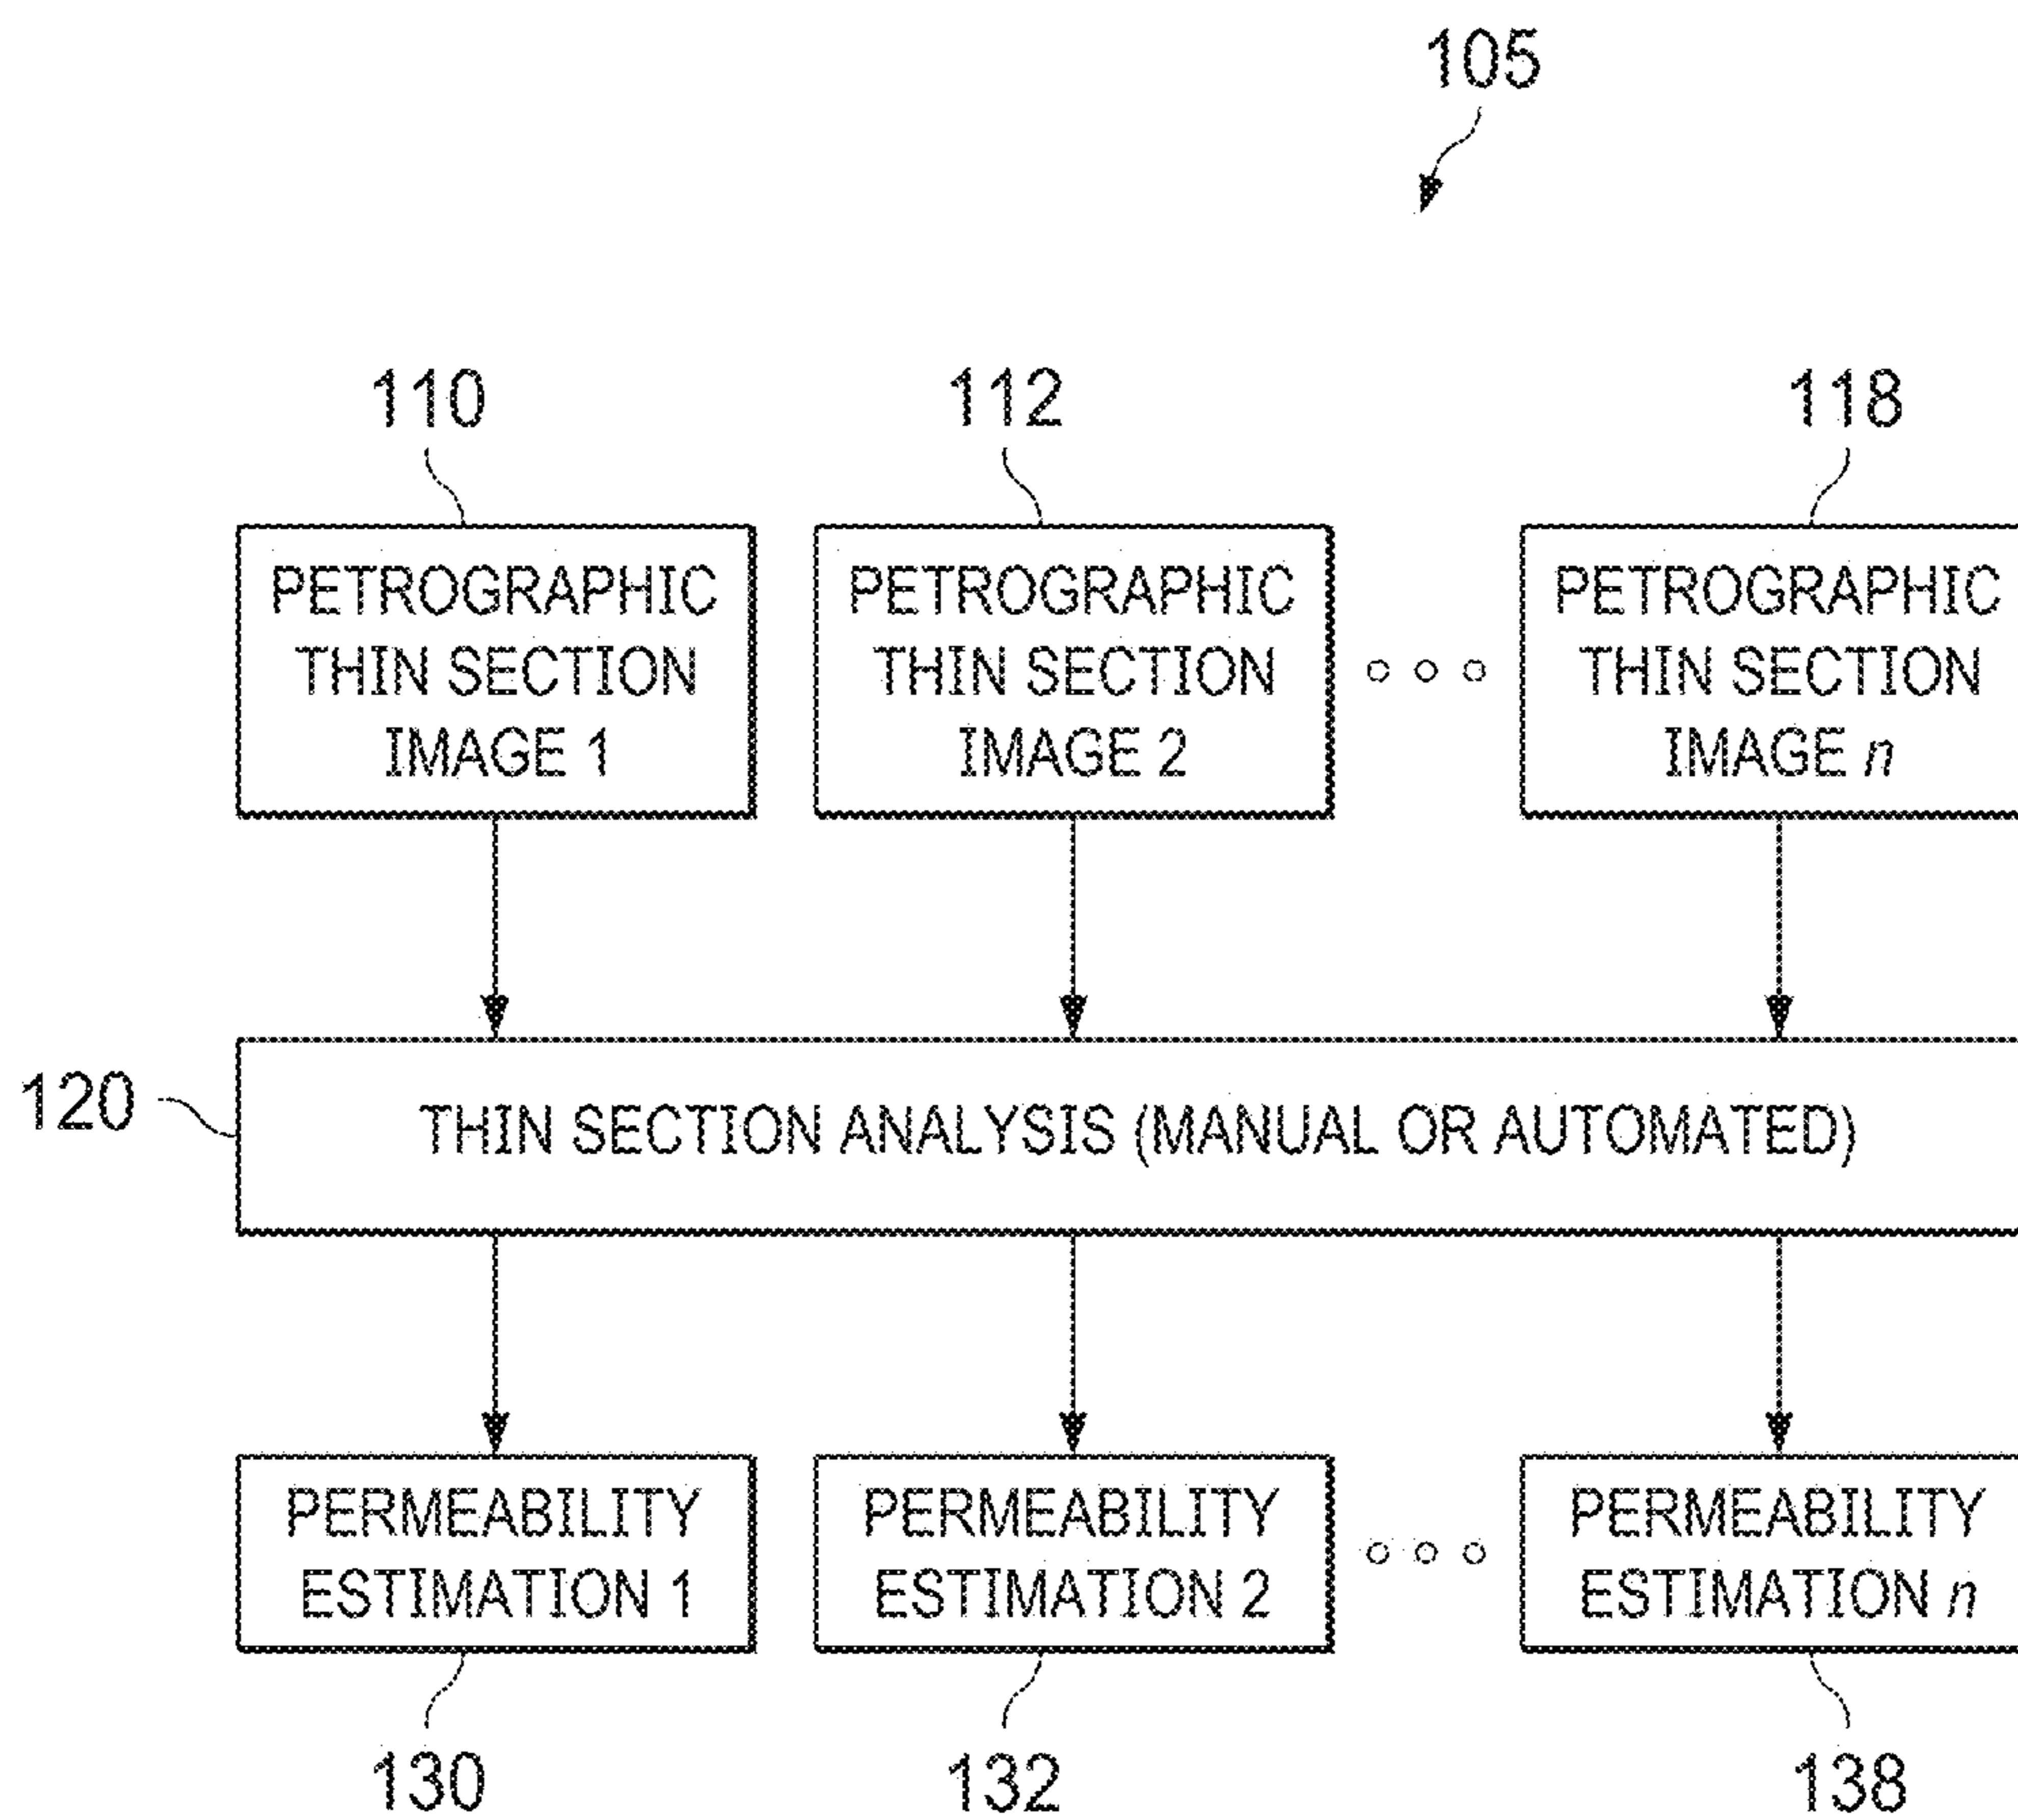 105
110
112
118
PETROGRAPHIC
THIN SECTION
IMAGE 1
PETROGRAPHIC
THIN SECTION
IMAGE 2
PETROGRAPHIC
THIN SECTION
IMAGE n
120
THIN SECTION ANALYSIS (MANUAL OR AUTOMATED)
PERMEABILITY
ESTIMATION 1
PERMEABILITY
ESTIMATION 2
PERMEABILITY
ESTIMATION n
130
132
138